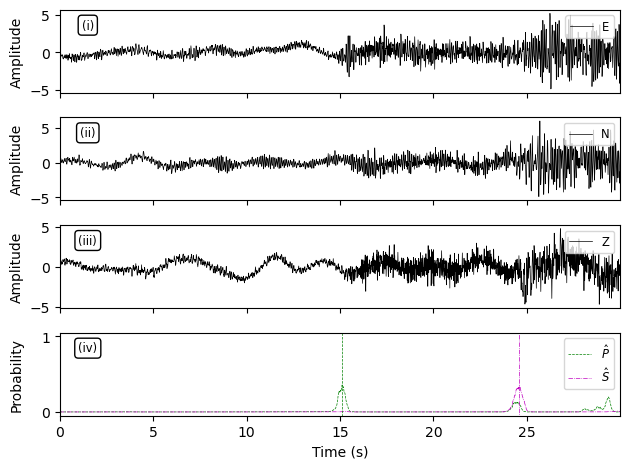 Amplitude
5
0
−5
(i)
E
Amplitude
5
0
−5
(ii)
N
Amplitude
5
0
−5
(iii)
Z
Probability
1
0
(iv)
P̂
Ŝ
0 5 10 15 20 25
Time (s)